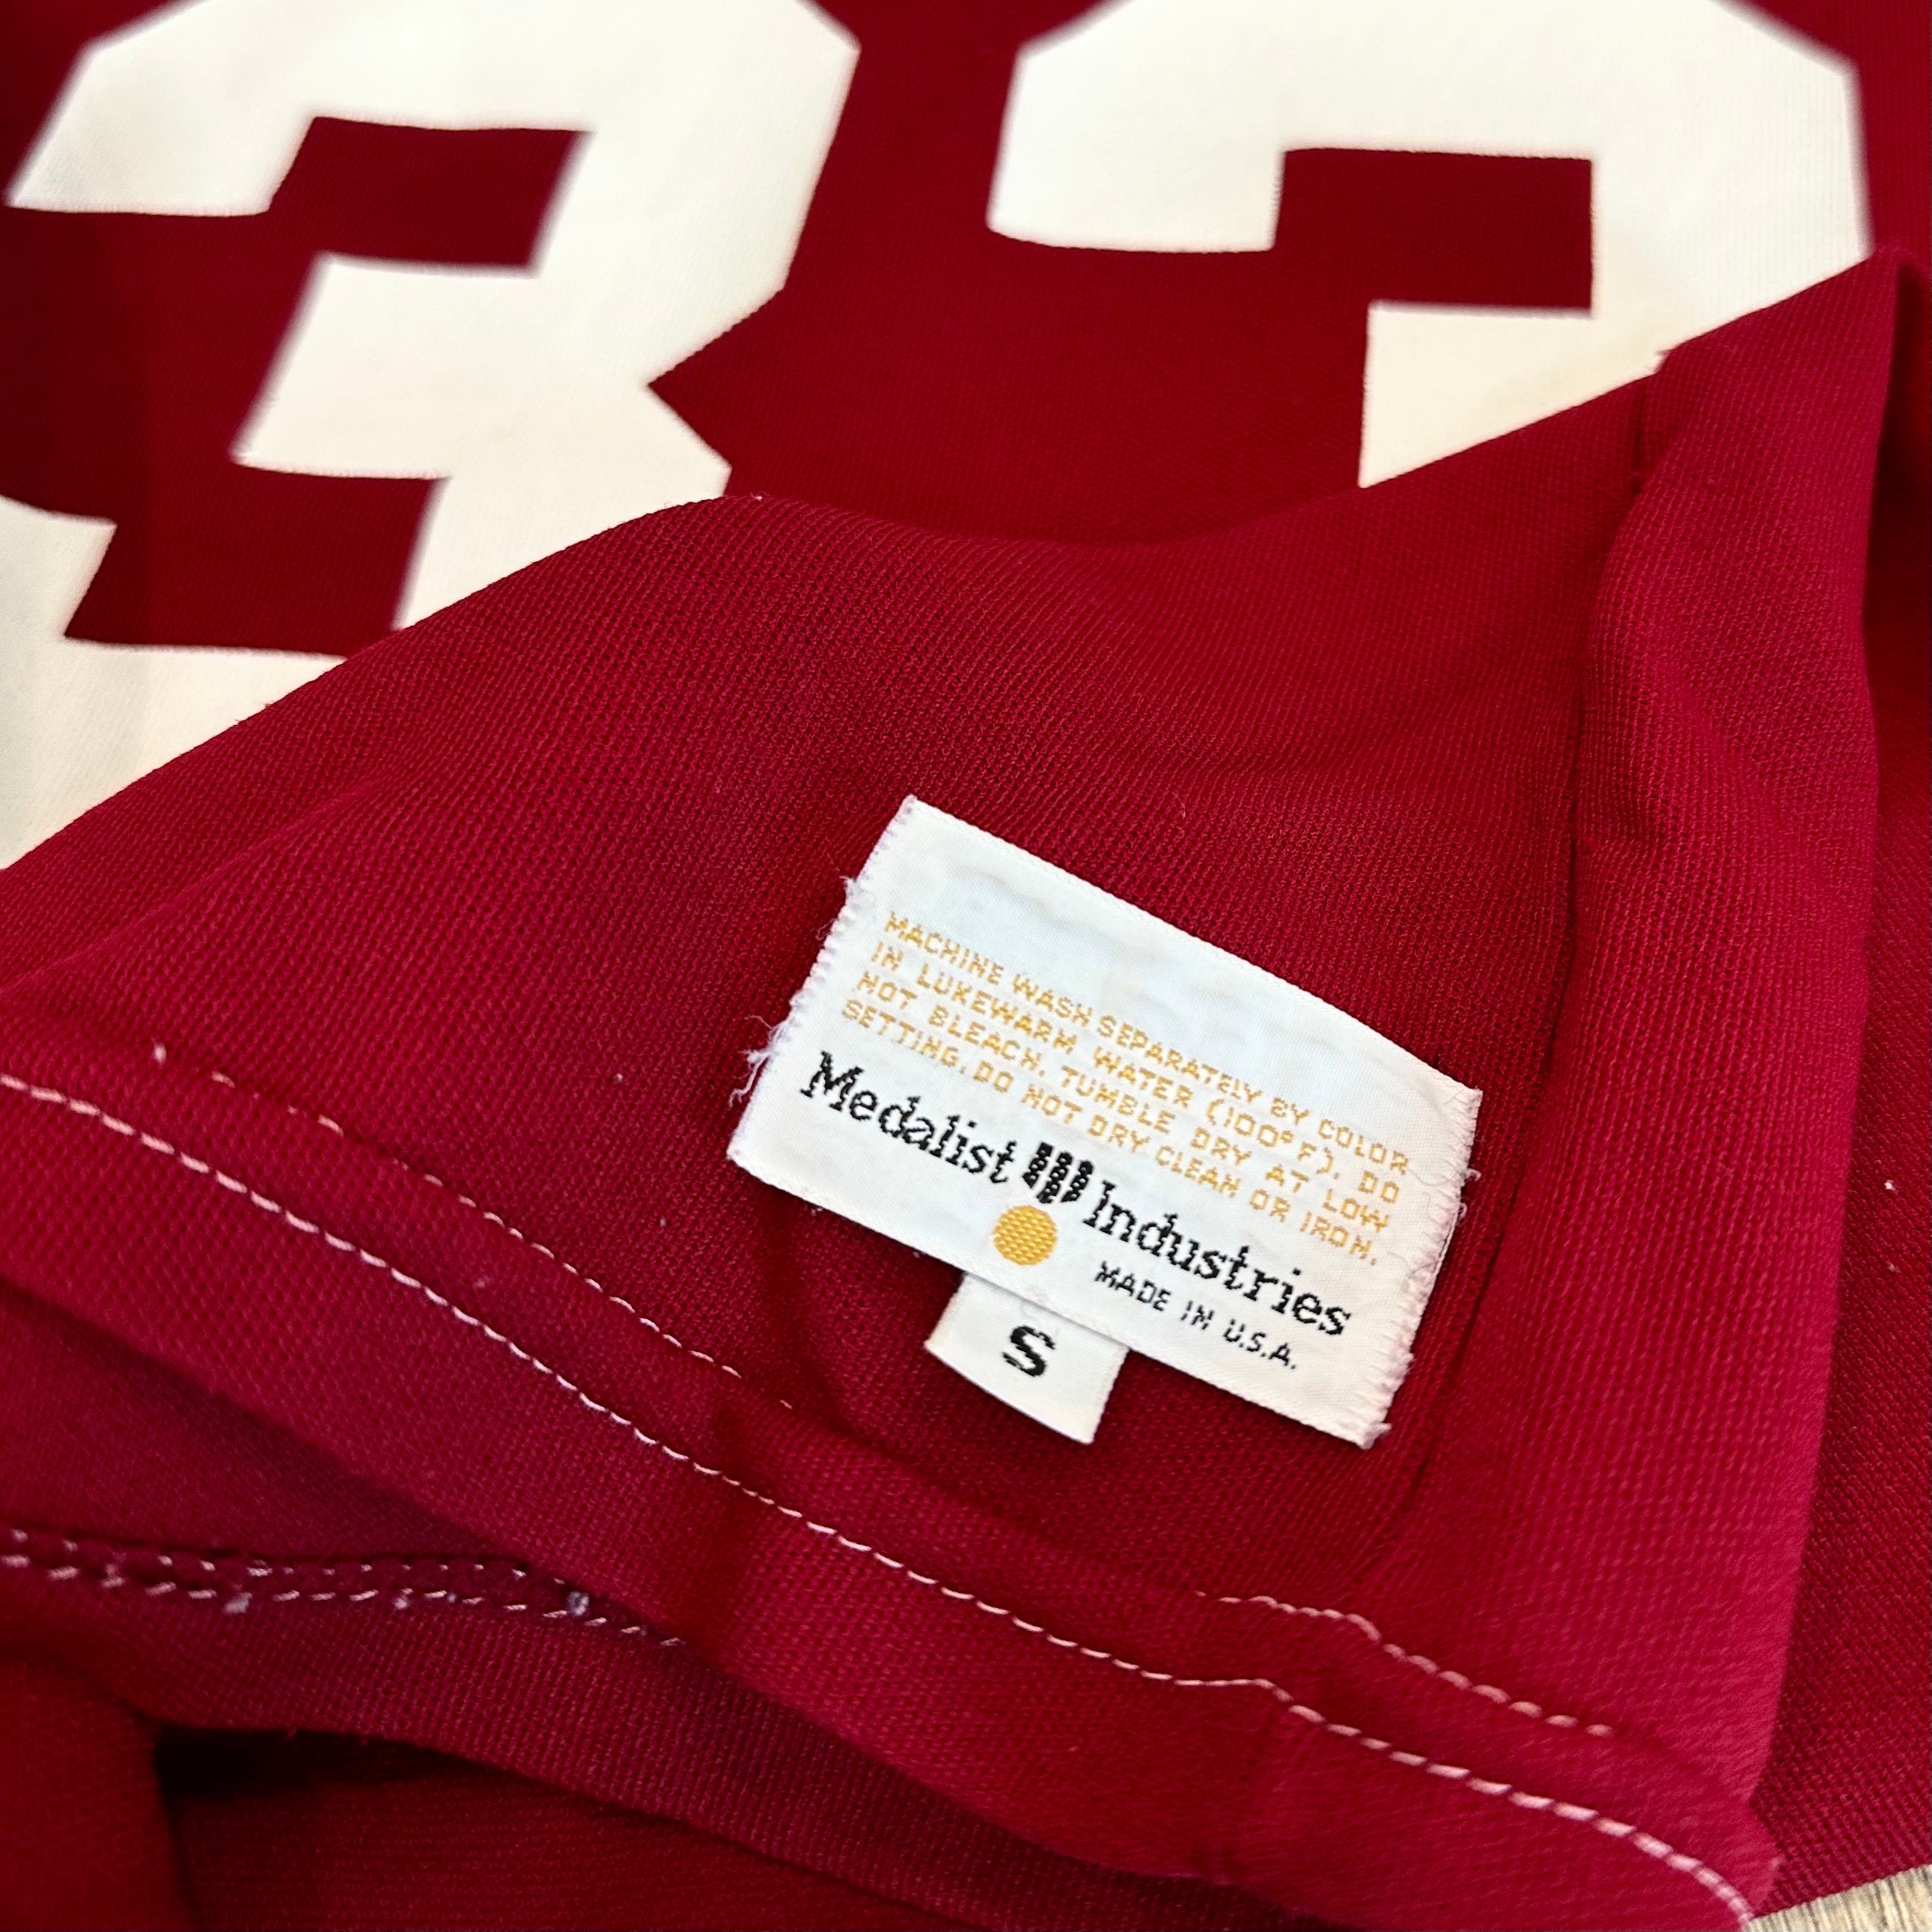 33
MACHINE WASH SEPARATELY BY COLOR
IN LUKEWARM WATER (100°F). DO
NOT BLEACH. TUMBLE DRY AT LOW
SETTING. DO NOT DRY CLEAN OR IRON.
Medalist Industries
MADE IN U.S.A.
S